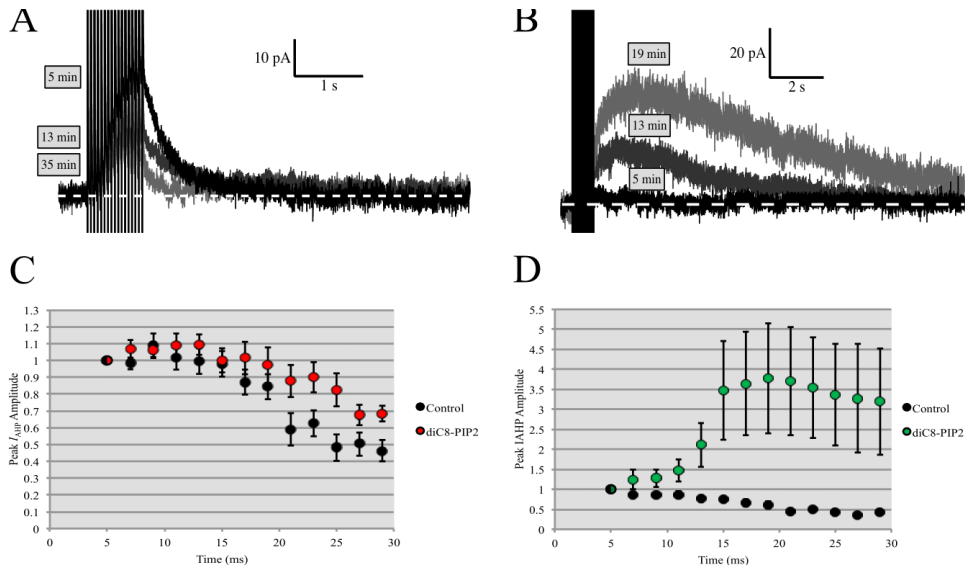 A
5 min
13 min
35 min
10 pA
1 s
B
19 min
13 min
5 min
20 pA
2 s
C
1.3
1.2
1.1
1
0.9
0.8
0.7
0.6
0.5
0.4
0.3
0.2
0.1
0
0 5 10 15 20 25 30
Peak IAHP Amplitude
Time (ms)
Control
diC8-PIP2
D
5.5
5
4.5
4
3.5
3
2.5
2
1.5
1
0.5
0
0 5 10 15 20 25 30
Peak IAHP Amplitude
Time (ms)
Control
diC8-PIP2